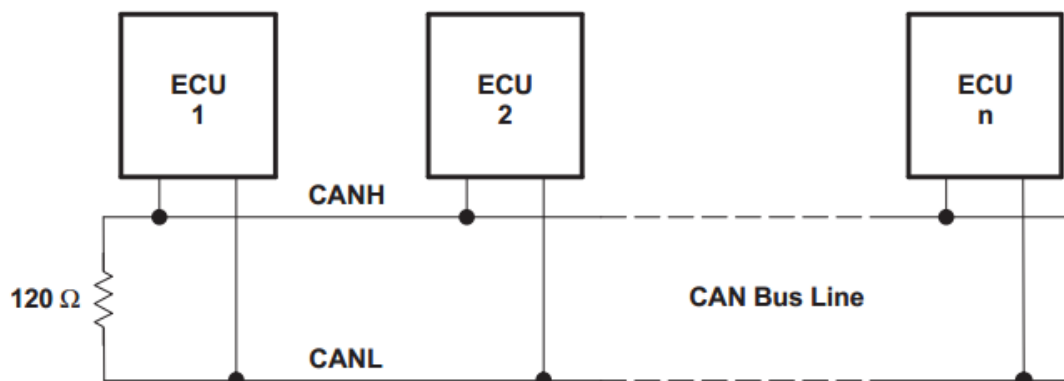 ECU
1
ECU
2
ECU
n
CANH
120 Ω
CAN Bus Line
CANL